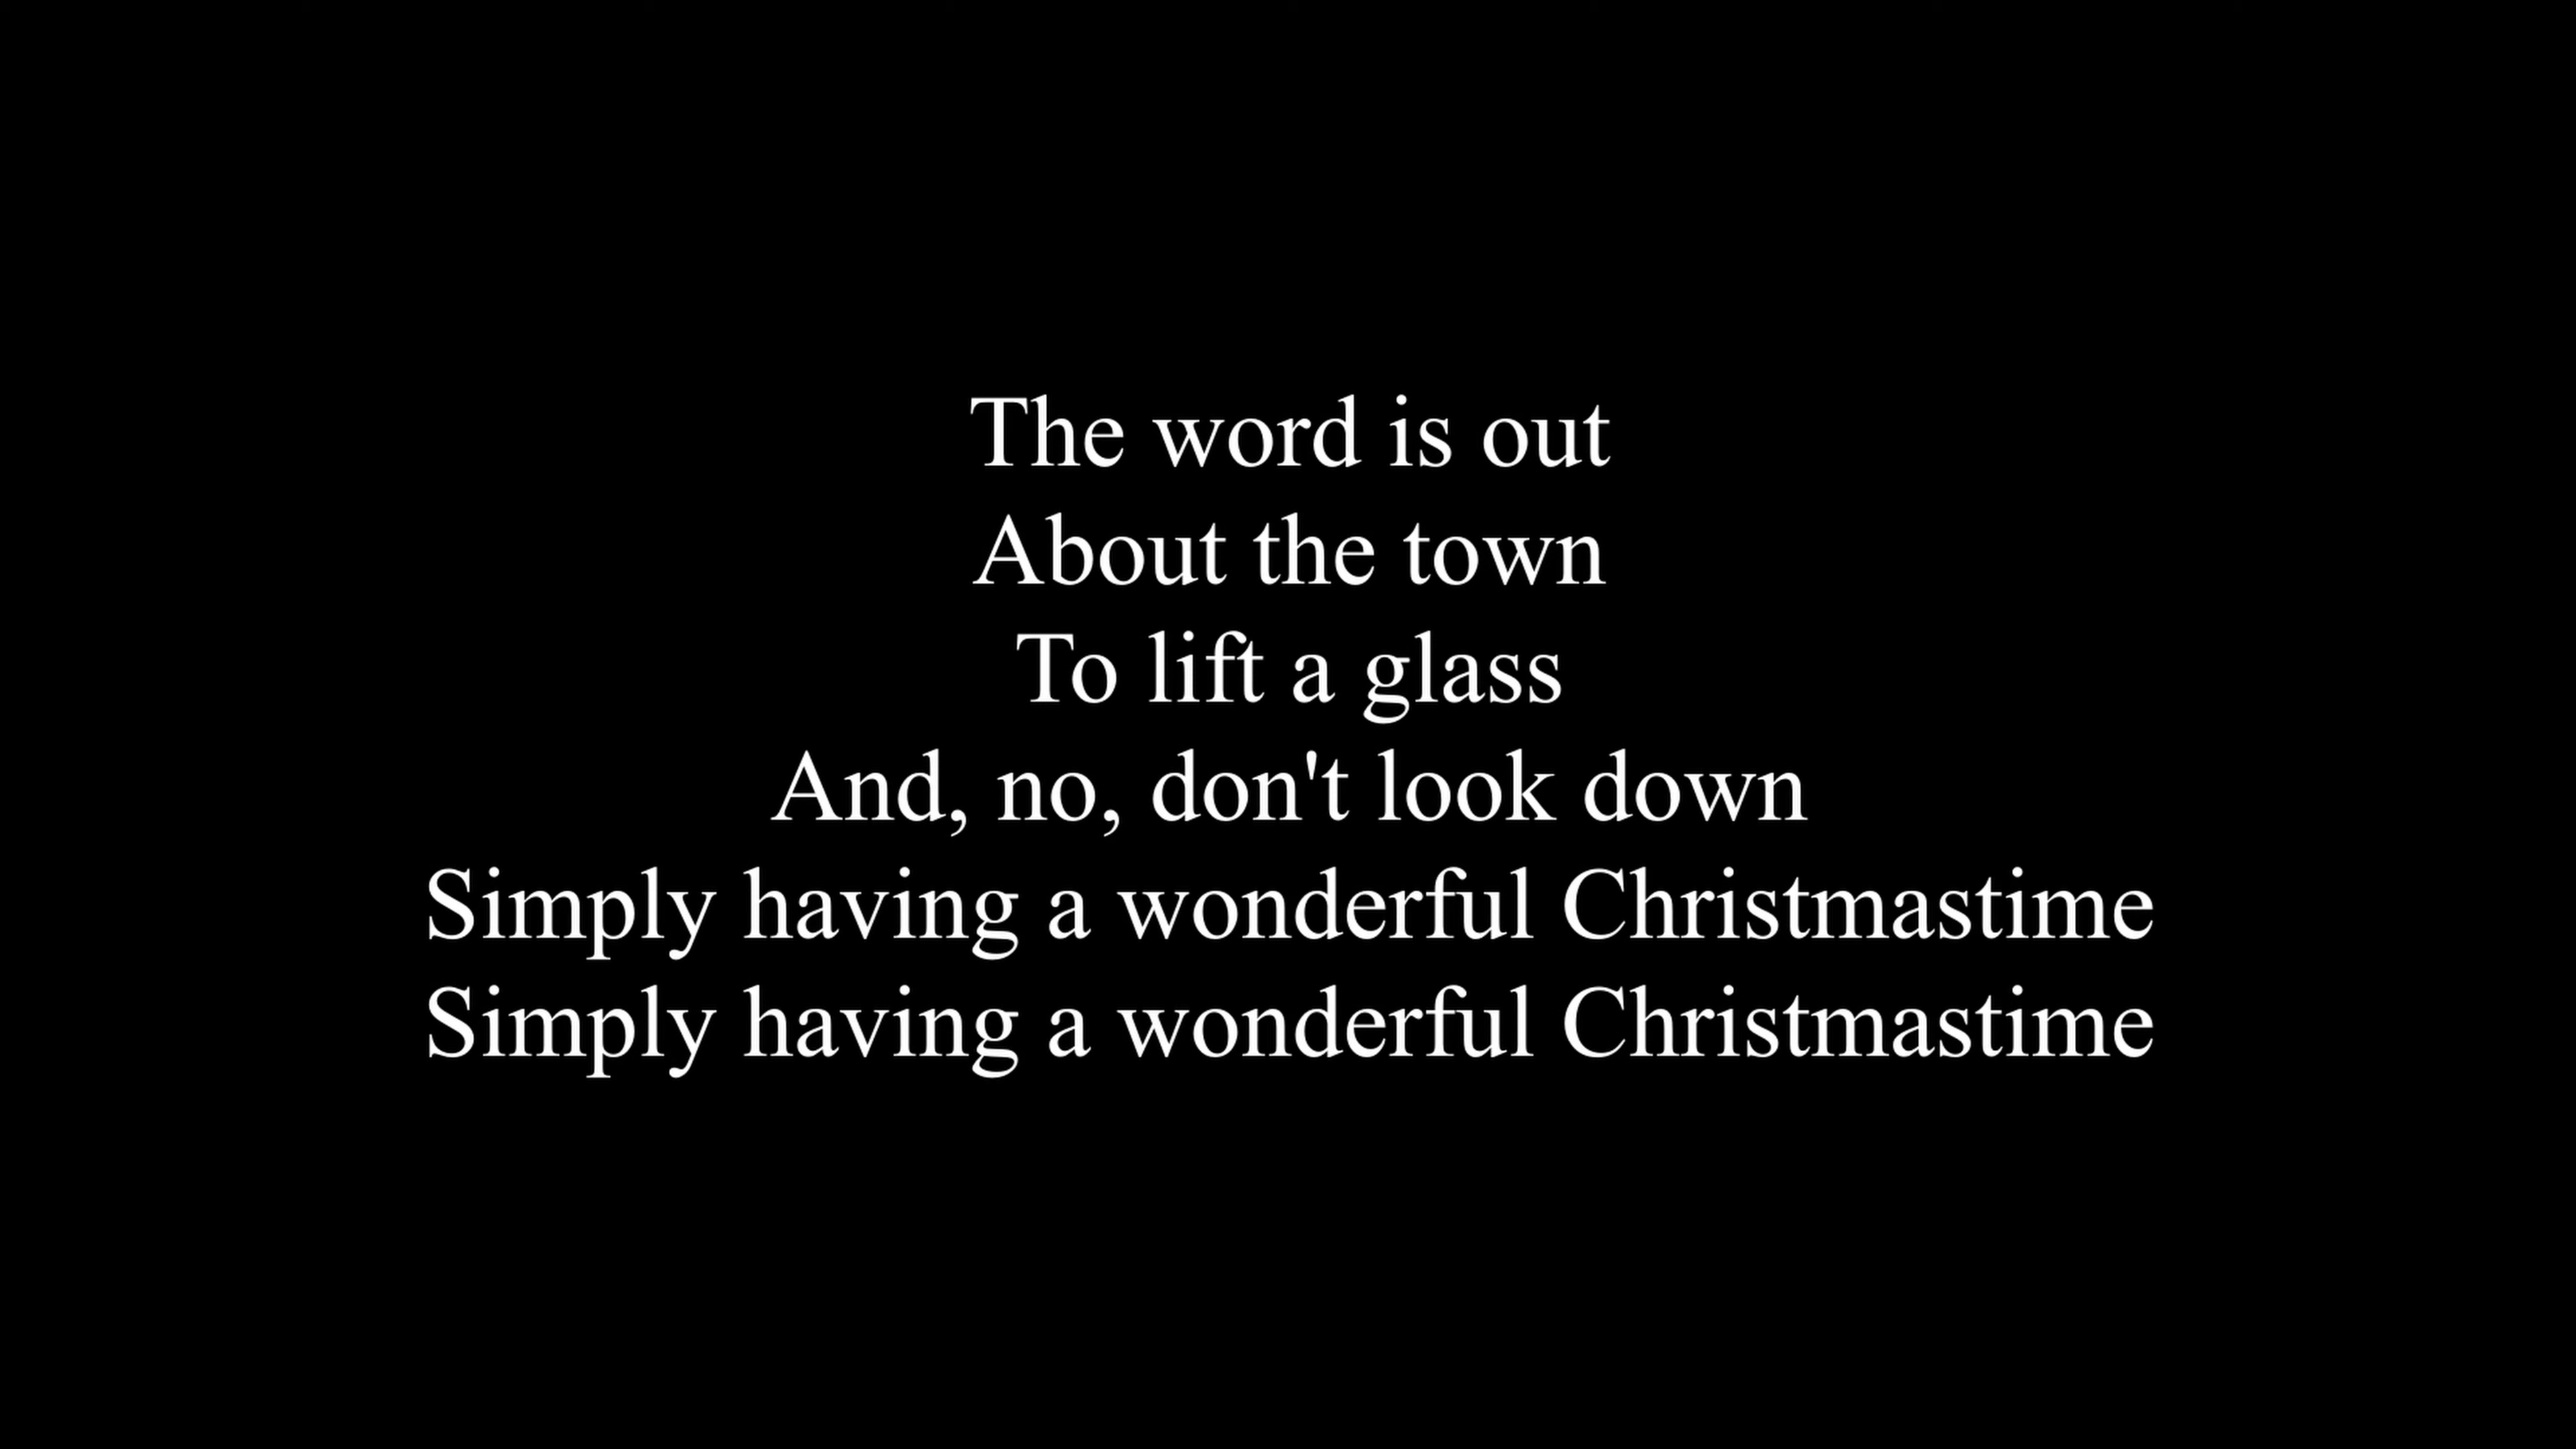 The word is out
About the town
To lift a glass
And, no, don't look down
Simply having a wonderful Christmastime
Simply having a wonderful Christmastime